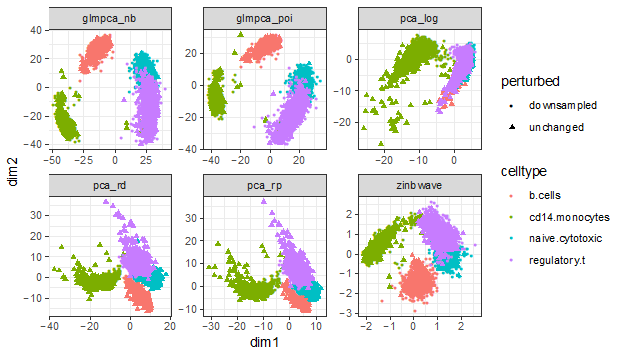 glmpca_nb glmpca_poi pca_log
40 20 0 −20 −40
20 0 −20 −40
0 −10 −20
−50 −25 0 25
−40 −20 0 20
−20 −10 0
perturbed
downsampled
unchanged
dim2
celltype
b.cells
cd14.monocytes
naive.cytotoxic
regulatory.t
pca_rd pca_rp zinbwave
30 20 10 0 −10
30 20 10 0 −10
2 1 0 −1 −2 −3
−40 −20 0 20
−30 −20 −10 0 10
−2 −1 0 1 2
dim1